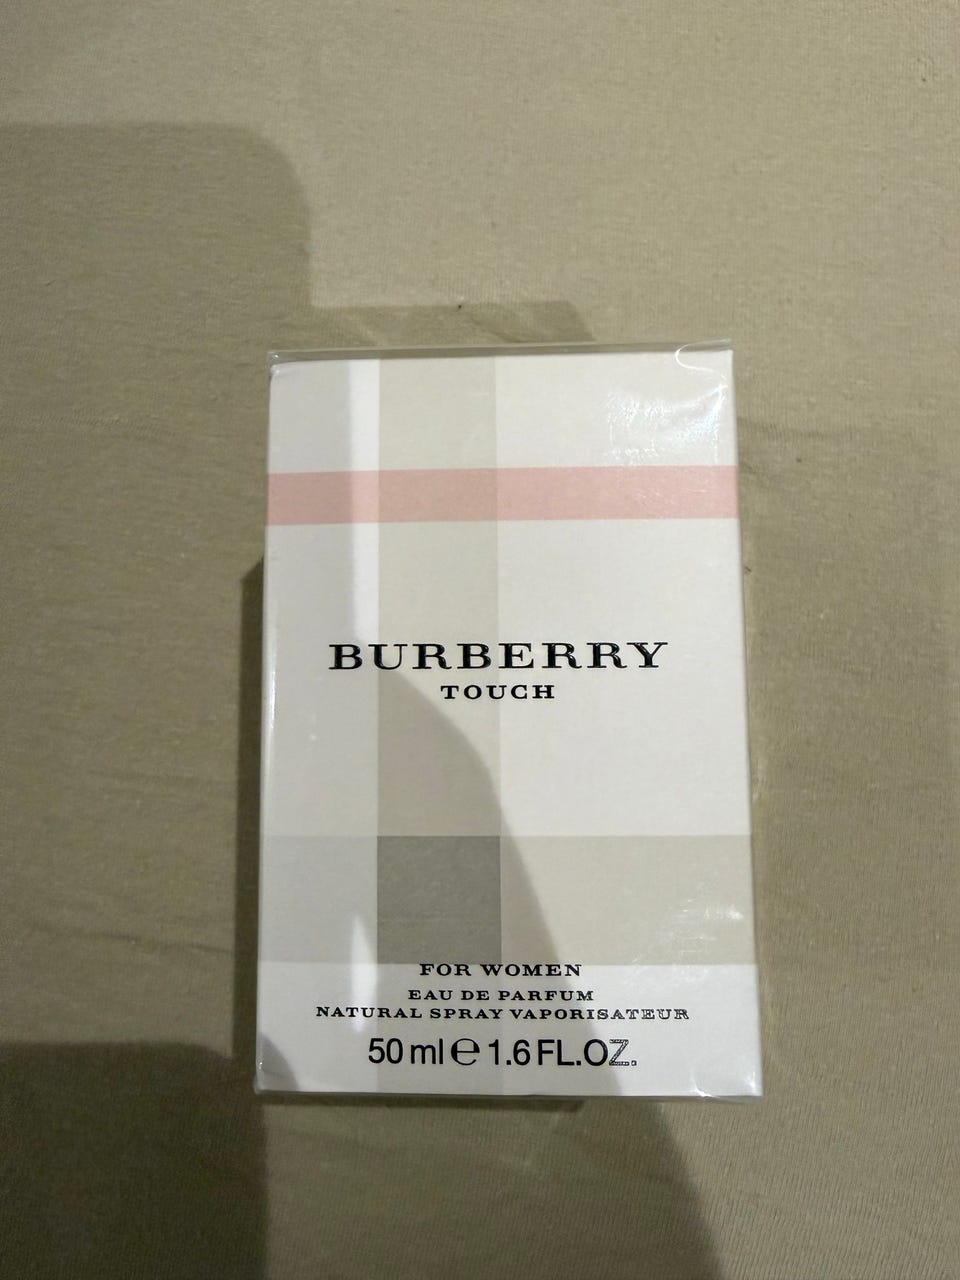 BURBERRY
TOUCH
FOR WOMEN
EAU DE PARFUM
NATURAL SPRAY VAPORISATEUR
50 ml ℮ 1.6 FL.OZ.